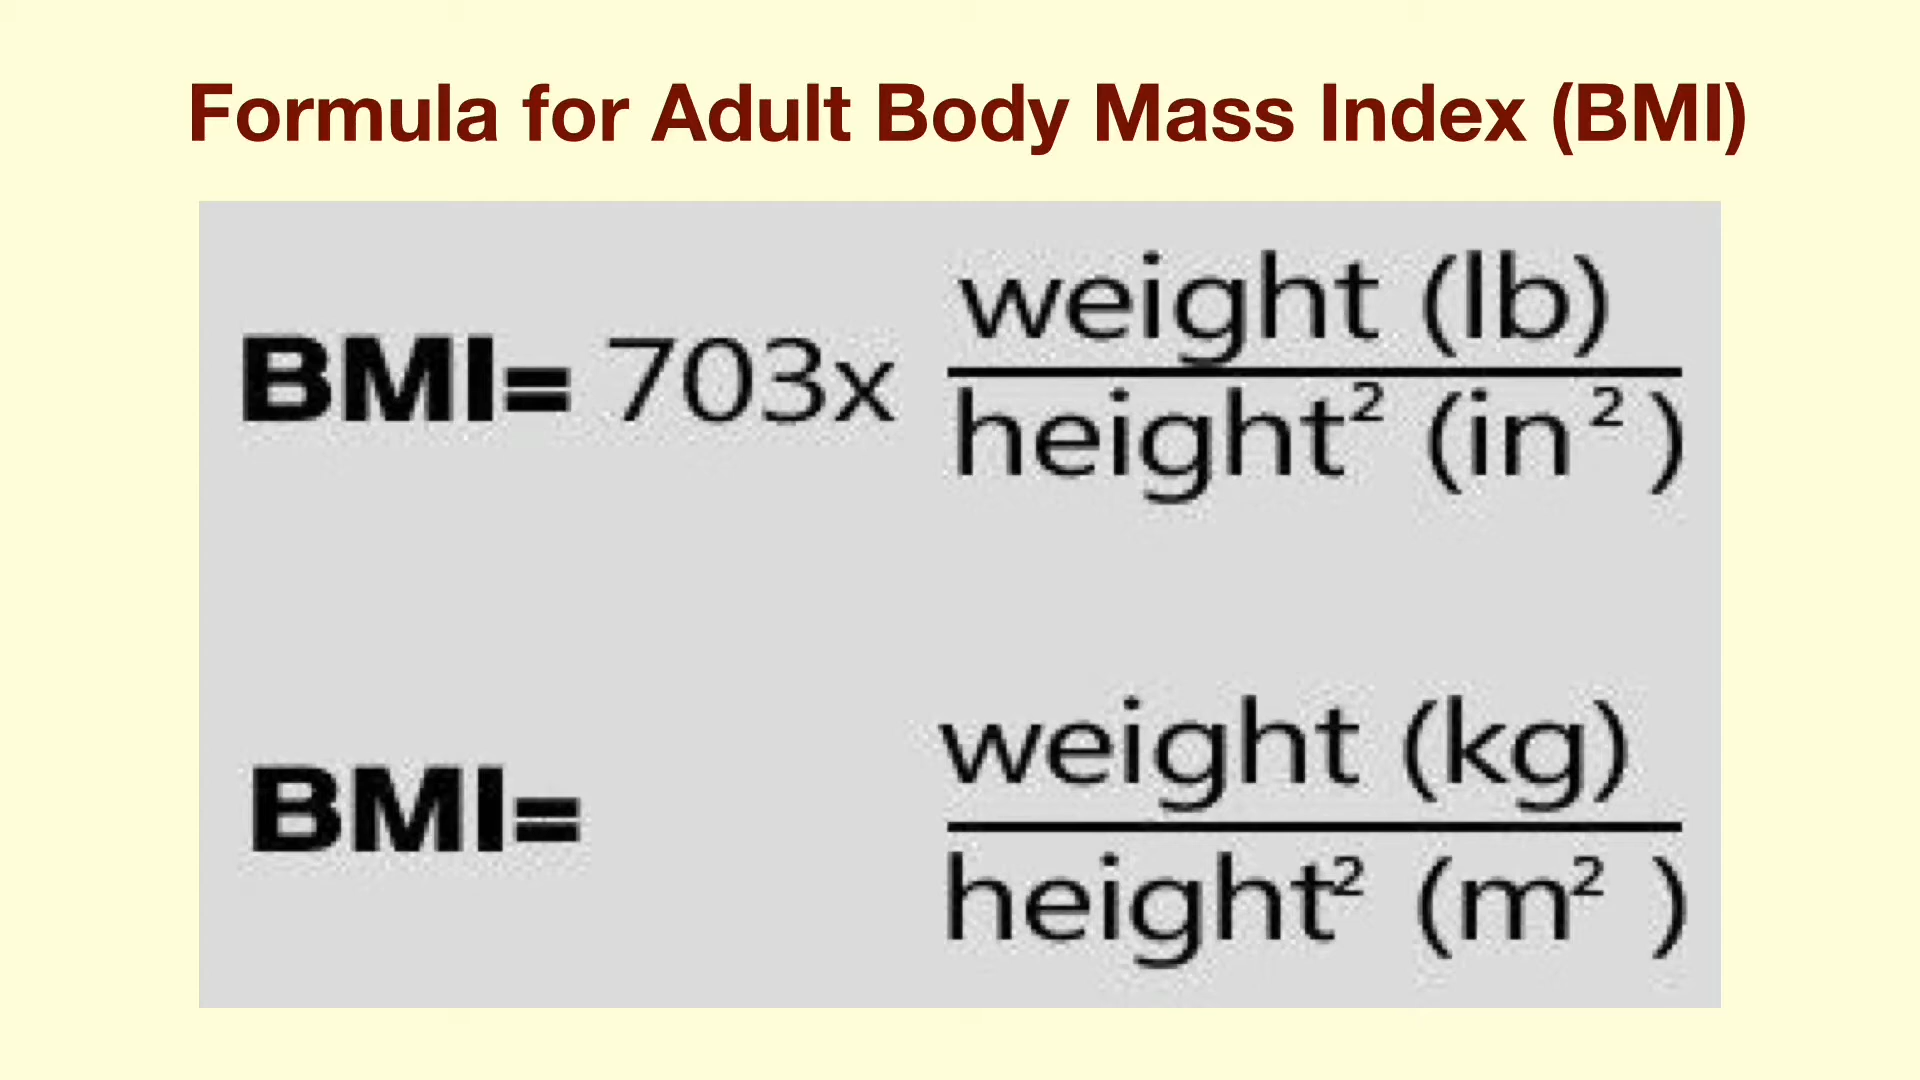 Formula for Adult Body Mass Index (BMI)
BMI= 703x weight (lb)
height² (in²)
BMI= weight (kg)
height² (m²)